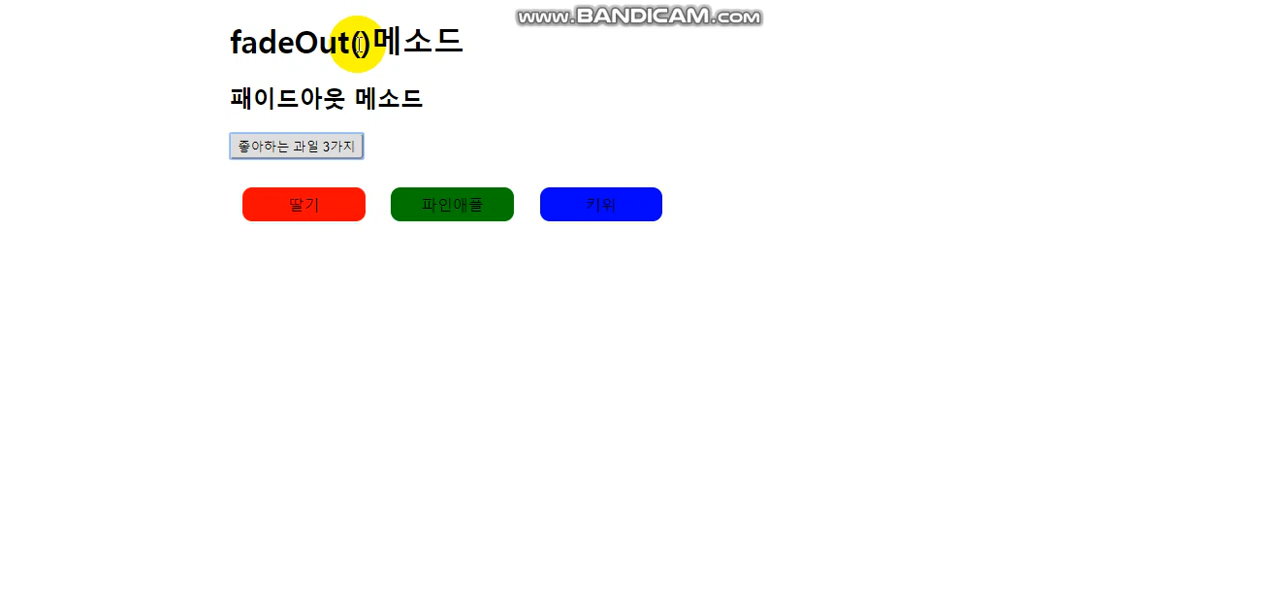 www.BANDICAM.com
fadeOut()메소드
패이드아웃 메소드
좋아하는 과일 3가지
딸기
파인애플
키위